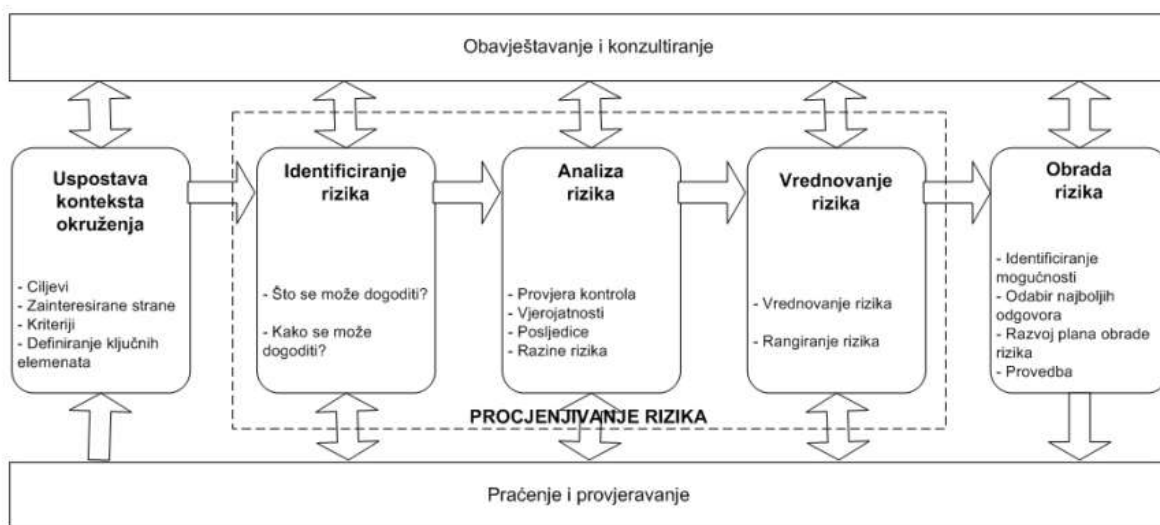 Obavještavanje i konzultiranje
Uspostava
konteksta
okruženja
- Ciljevi
- Zainteresirane strane
- Kriteriji
- Definiranje ključnih
elemenata
Identificiranje
rizika
- Što se može dogoditi?
- Kako se može
dogoditi?
Analiza
rizika
- Provjera kontrola
- Vjerojatnosti
- Posljedice
- Razine rizika
Vrednovanje
rizika
- Vrednovanje rizika
- Rangiranje rizika
Obrada
rizika
- Identificiranje
mogućnosti
- Odabir najboljih
odgovora
- Razvoj plana obrade
rizika
- Provedba
PROCJENJIVANJE RIZIKA
Praćenje i provjeravanje